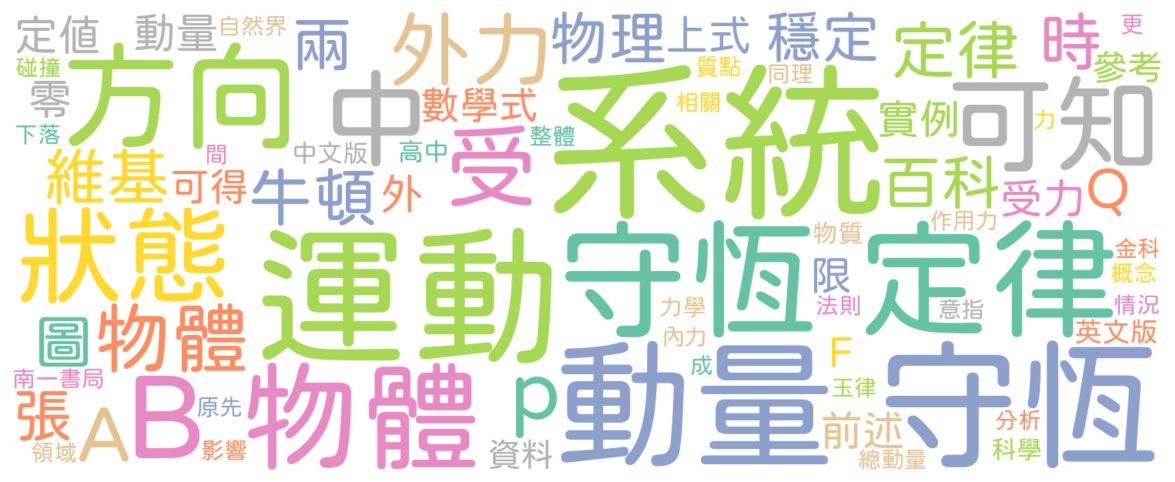 定值
動量
自然界
兩
外力
物理
上式
穩定
定律
時
更
碰撞
方向
中
質點
同理
參考
零
數學式
系統
相關
實例
可知
力
下落
維基
間
中文版
高中
受
整體
百科
可得
牛頓
外
受力
Q
狀態
運動
守恆
物質
作用力
定律
限
金科
概念
圖
物體
力學
法則
意指
情況
內力
英文版
南一書局
B
物體
p
動量守恆
成
F
玉律
張
A
原先
前述
分析
領域
影響
資料
總動量
科學